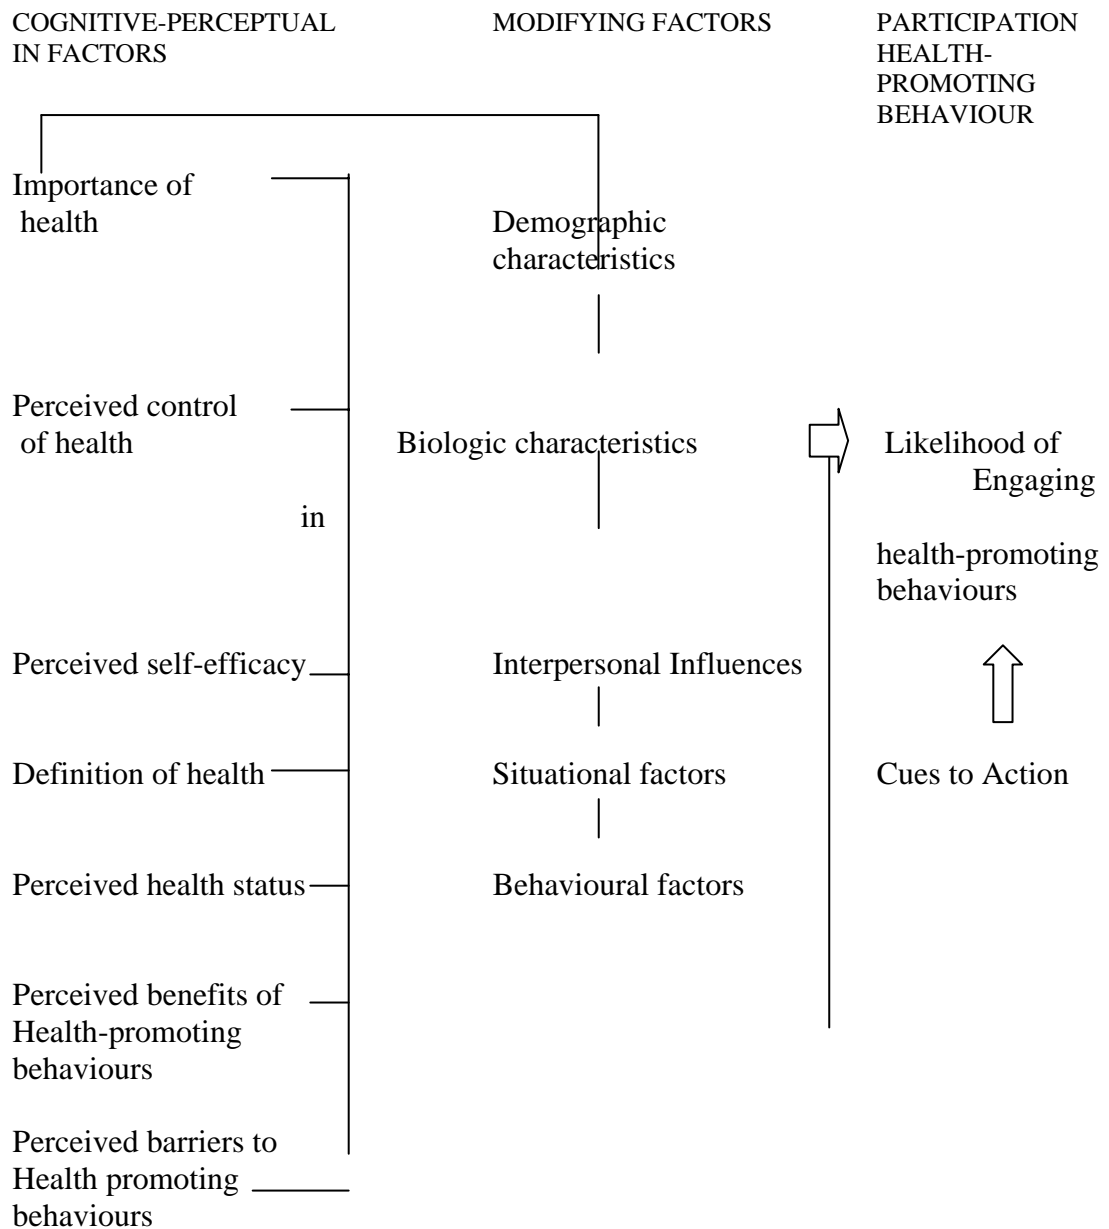 COGNITIVE-PERCEPTUAL
IN FACTORS
Importance of
health
Perceived control
of health
in
Perceived self-efficacy
Definition of health
Perceived health status
Perceived benefits of
Health-promoting
behaviours
Perceived barriers to
Health promoting
behaviours
MODIFYING FACTORS
Demographic
characteristics
Biologic characteristics
Interpersonal Influences
Situational factors
Behavioural factors
PARTICIPATION
HEALTH-
PROMOTING
BEHAVIOUR
Likelihood of
Engaging
health-promoting
behaviours
Cues to Action